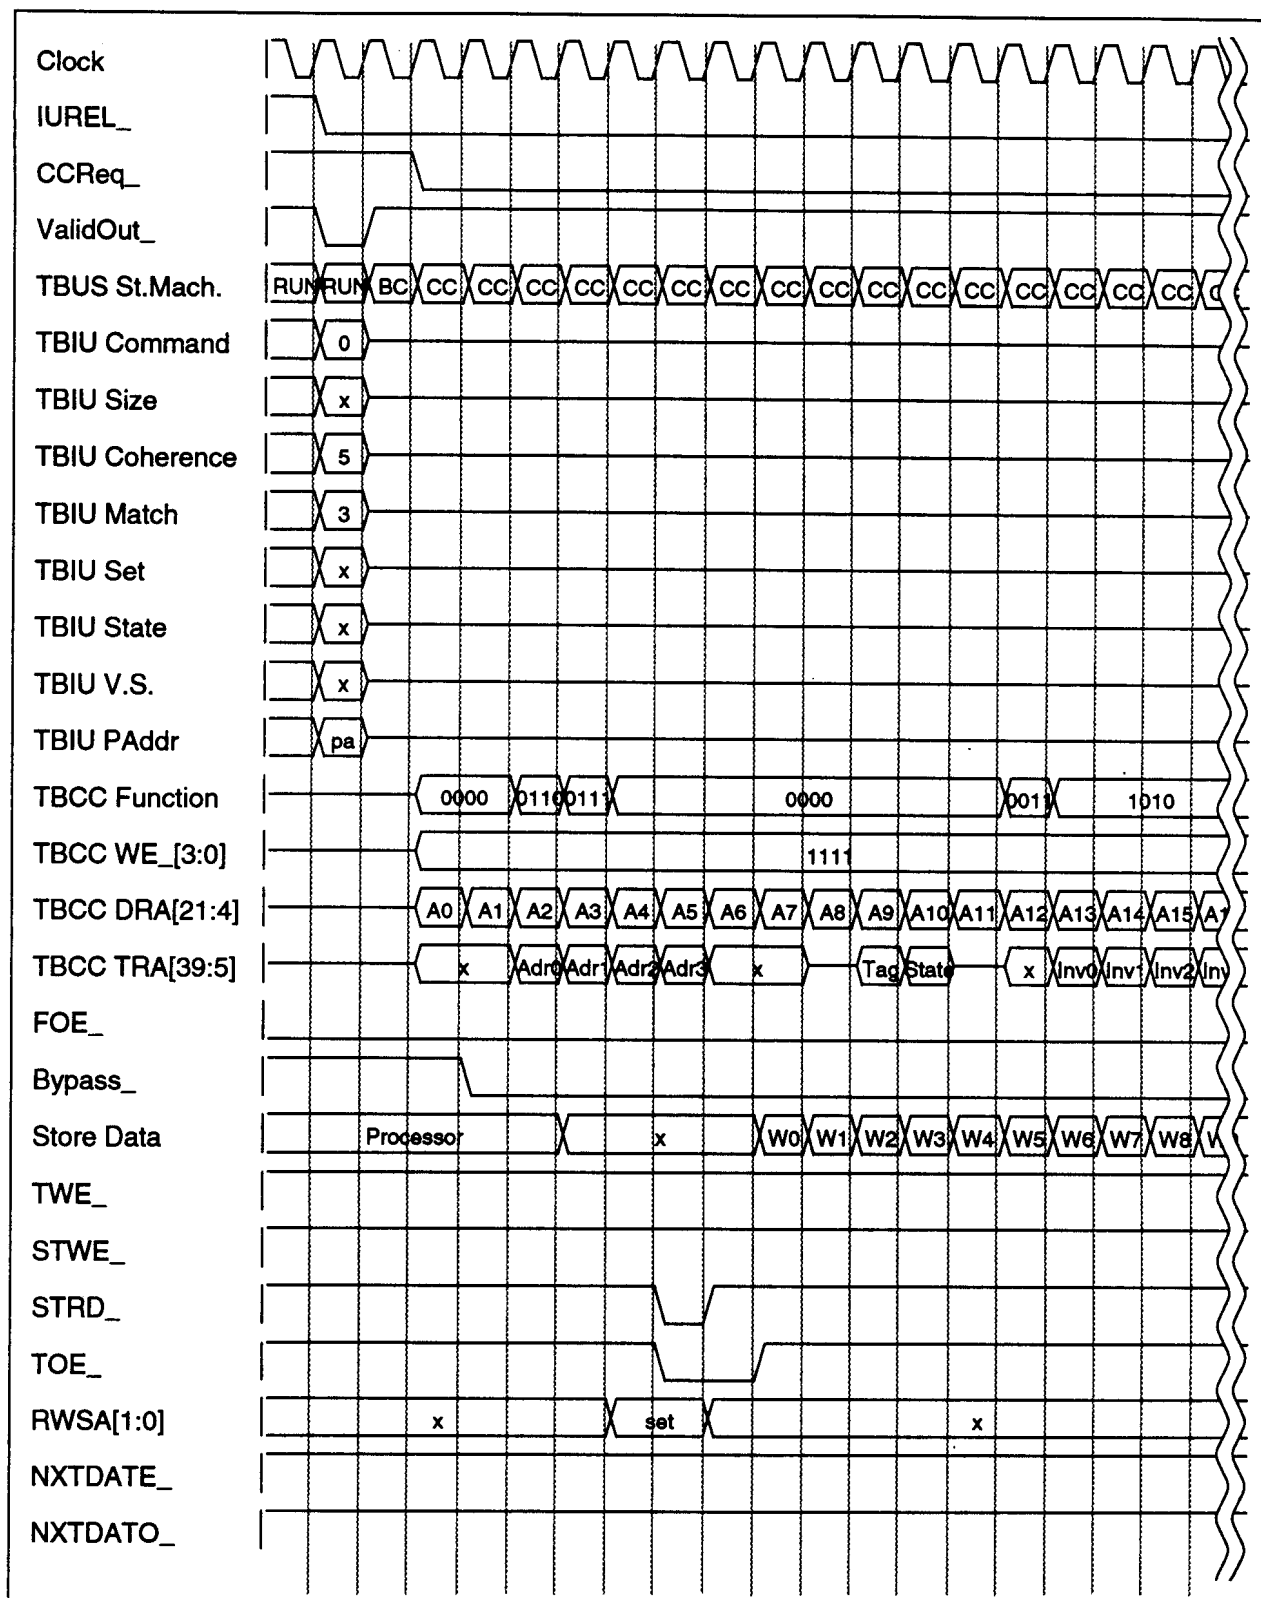 Clock
IUREL_
CCReq_
ValidOut_
TBUS St.Mach. RUN RUN BC CC CC CC CC CC CC CC CC CC CC CC CC CC CC CC CC
TBIU Command 0
TBIU Size x
TBIU Coherence 5
TBIU Match 3
TBIU Set x
TBIU State x
TBIU V.S. x
TBIU PAddr pa
TBCC Function 0000 0110 0111 0000 0011 1010
TBCC WE_[3:0] 1111
TBCC DRA[21:4] A0 A1 A2 A3 A4 A5 A6 A7 A8 A9 A10 A11 A12 A13 A14 A15 A1
TBCC TRA[39:5] x Adr0 Adr1 Adr2 Adr3 x Tag State x Inv0 Inv1 Inv2 Inv
FOE_
Bypass_
Store Data Processor x W0 W1 W2 W3 W4 W5 W6 W7 W8
TWE_
STWE_
STRD_
TOE_
RWSA[1:0] x set x
NXTDATE_
NXTDATO_